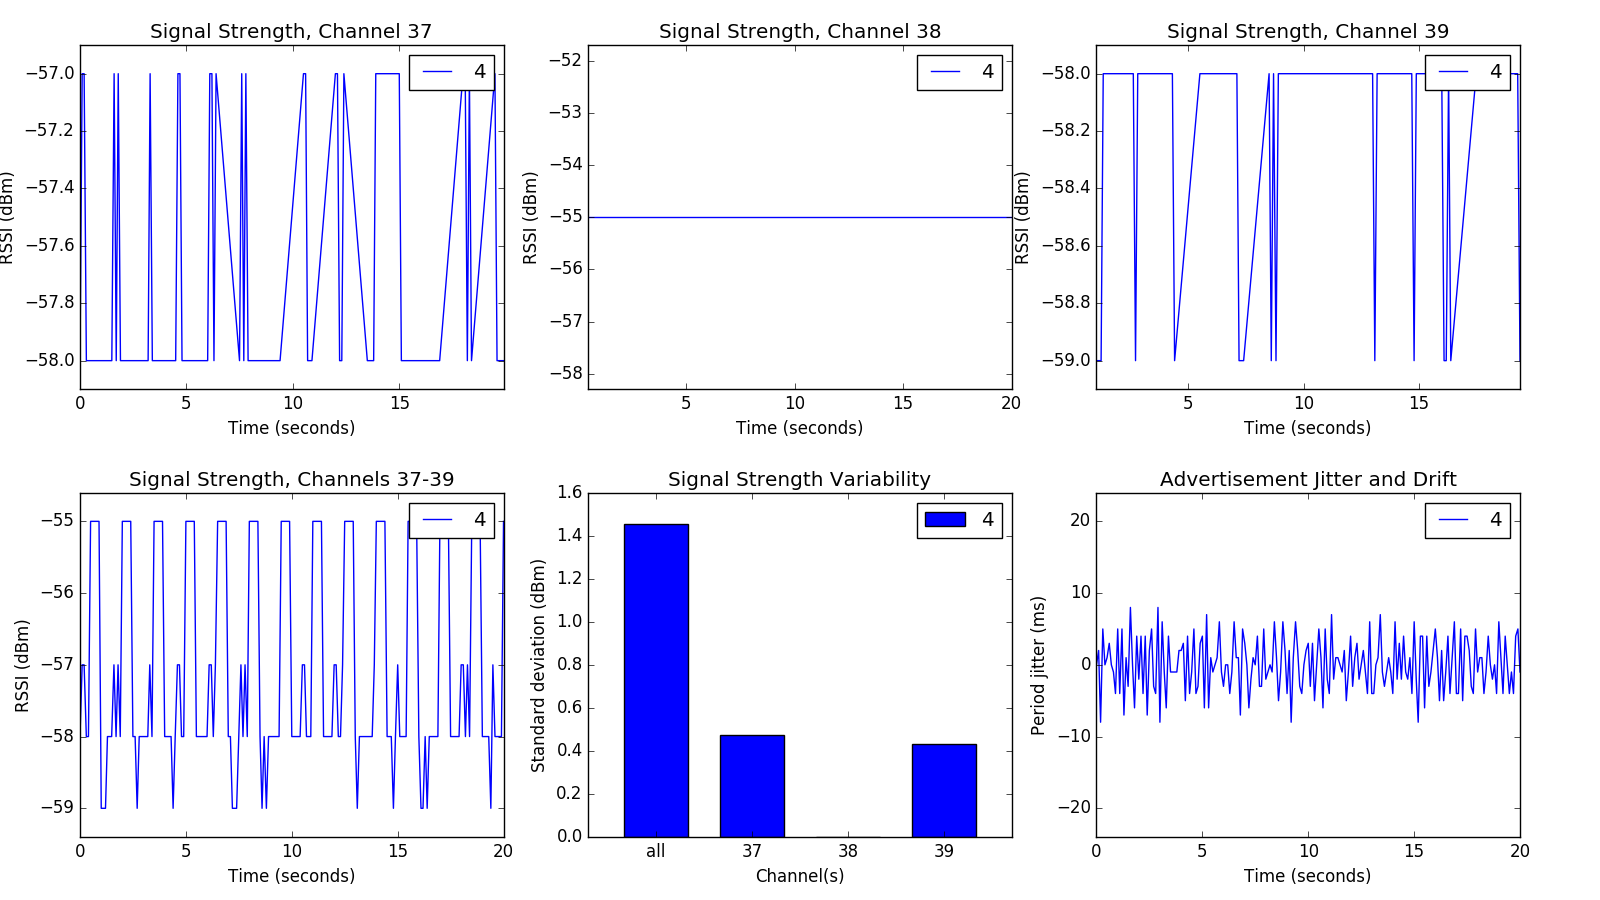 Signal Strength, Channel 37
Signal Strength, Channel 38
Signal Strength, Channel 39
4
4
4
RSSI (dBm)
−57.0
−57.2
−57.4
−57.6
−57.8
−58.0
0 5 10 15
Time (seconds)
RSSI (dBm)
−52
−53
−54
−55
−56
−57
−58
5 10 15 20
Time (seconds)
RSSI (dBm)
−58.0
−58.2
−58.4
−58.6
−58.8
−59.0
5 10 15
Time (seconds)
Signal Strength, Channels 37-39
Signal Strength Variability
Advertisement Jitter and Drift
4
4
4
RSSI (dBm)
−55
−56
−57
−58
−59
0 5 10 15 20
Time (seconds)
Standard deviation (dBm)
1.6
1.4
1.2
1.0
0.8
0.6
0.4
0.2
0.0
all 37 38 39
Channel(s)
Period jitter (ms)
20
10
0
−10
−20
0 5 10 15 20
Time (seconds)